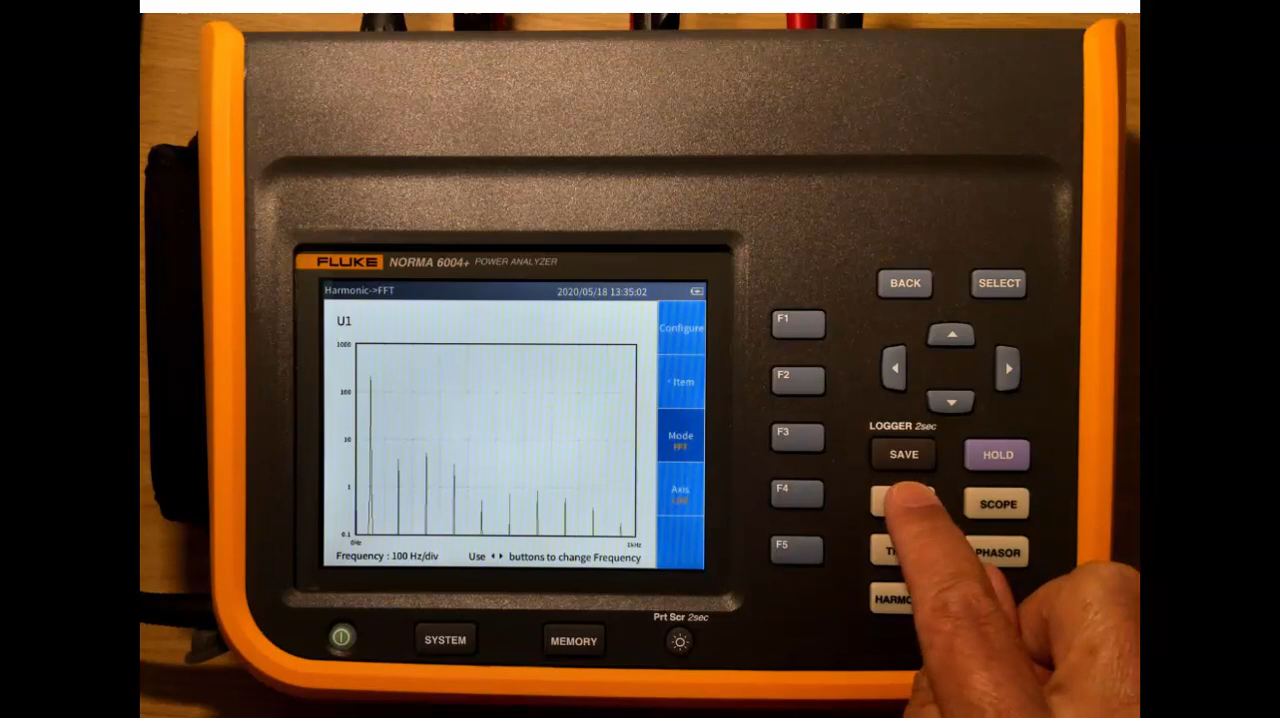 FLUKE NORMA 6004+ POWER ANALYZER
Harmonic->FFT 2020/05/18 13:35:02
U1
1000
100
10
1
0.1
0Hz 1kHz
Frequency : 100 Hz/div Use buttons to change Frequency
Configure
Item
Mode
FFT
Axis
F1
F2
F3
F4
F5
BACK SELECT
LOGGER 2sec
SAVE HOLD
SCOPE
PHASOR
Prt Scr 2sec
SYSTEM
MEMORY